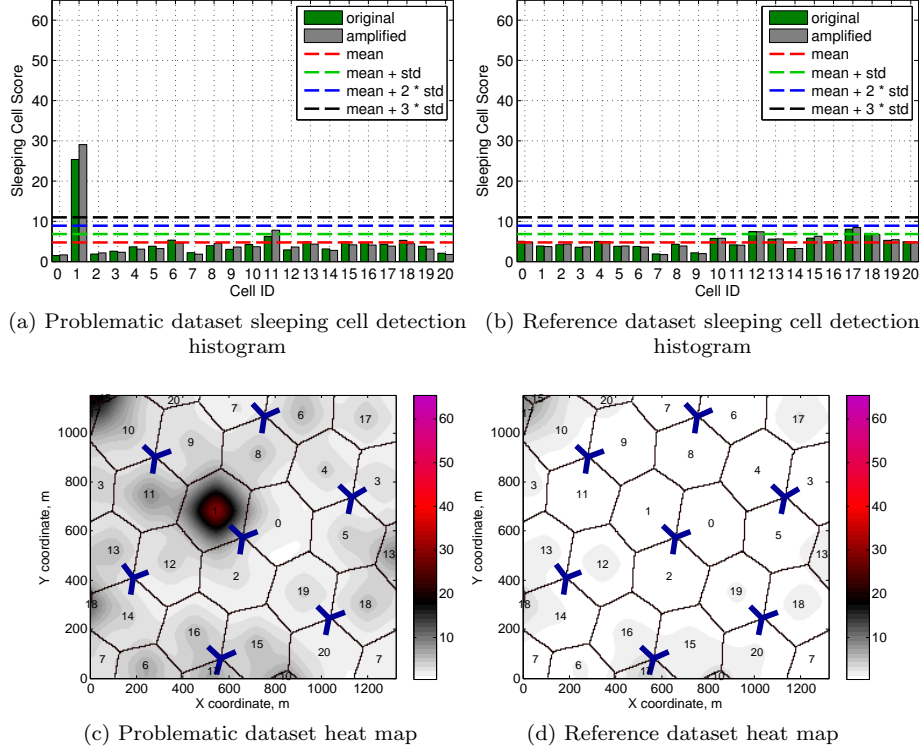 original
amplified
mean
mean + std
mean + 2 * std
mean + 3 * std
Sleeping Cell Score
60
50
40
30
20
10
0
0 1 2 3 4 5 6 7 8 9 10 11 12 13 14 15 16 17 18 19 20
Cell ID
(a) Problematic dataset sleeping cell detection
histogram
original
amplified
mean
mean + std
mean + 2 * std
mean + 3 * std
Sleeping Cell Score
60
50
40
30
20
10
0
0 1 2 3 4 5 6 7 8 9 10 11 12 13 14 15 16 17 18 19 20
Cell ID
(b) Reference dataset sleeping cell detection
histogram
Y coordinate, m
1000
800
600
400
200
0
20 7 6 17
10 9 8 4 3
3 11 0 5
13 12 2 13
18 14 19 18
16 15 20
7 6 7
0 200 400 600 800 1000 1200
X coordinate, m
60
50
40
30
20
10
(c) Problematic dataset heat map
Y coordinate, m
1000
800
600
400
200
0
15 20 7 6 17
11 10 9 8 4 3
3 1 0 5
11 13 12 2 13
18 14 19 18
16 15 20
7 6 17 10 7
0 200 400 600 800 1000 1200
X coordinate, m
60
50
40
30
20
10
(d) Reference dataset heat map